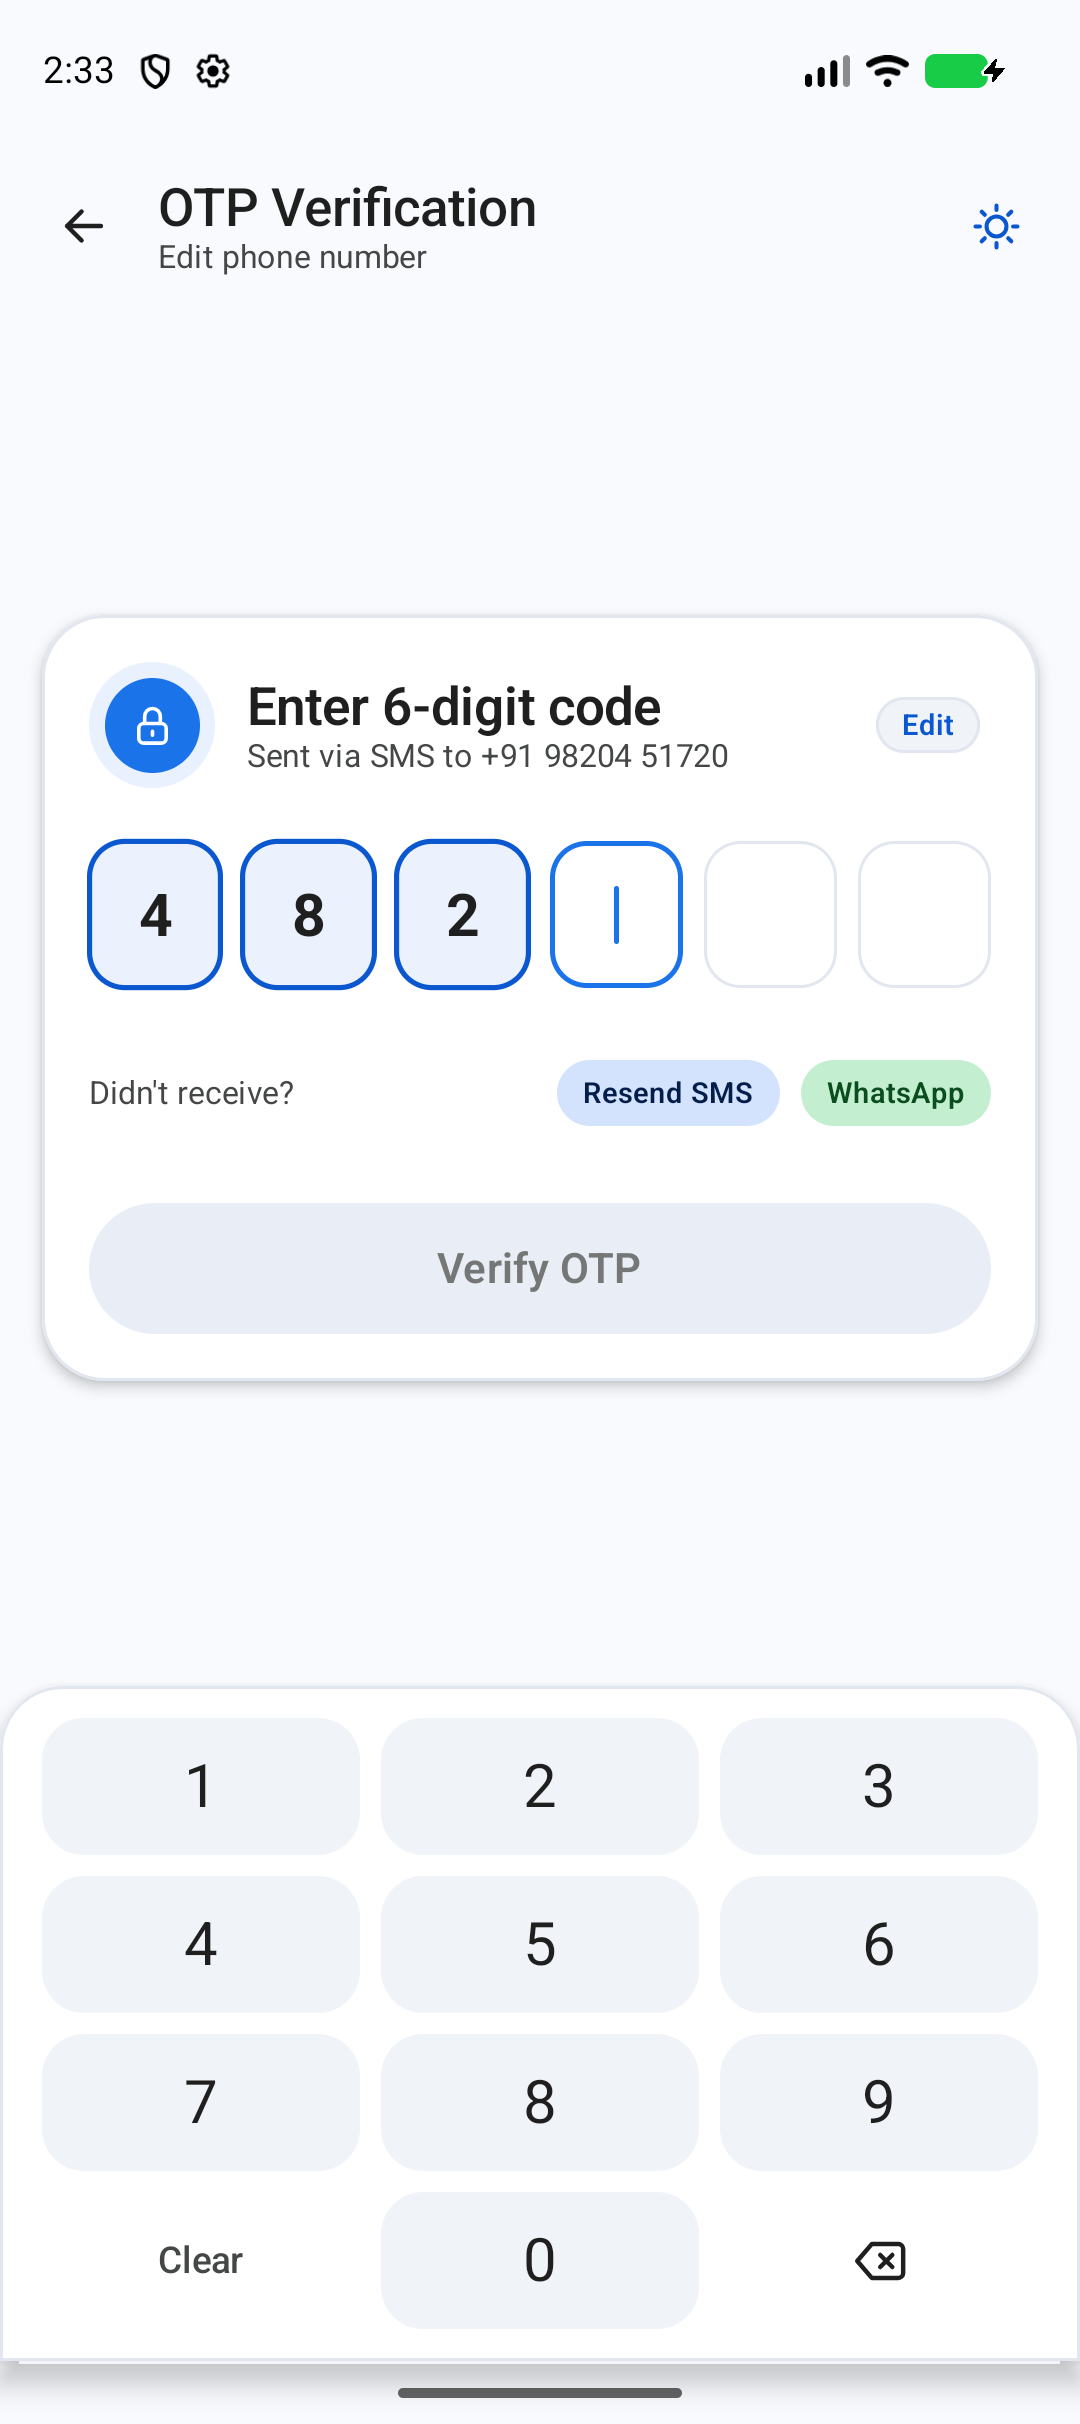 2:33
OTP Verification
Edit phone number
Enter 6-digit code
Sent via SMS to +91 98204 51720
Edit
4 8 2
Didn't receive?
Resend SMS
WhatsApp
Verify OTP
1 2 3
4 5 6
7 8 9
Clear 0